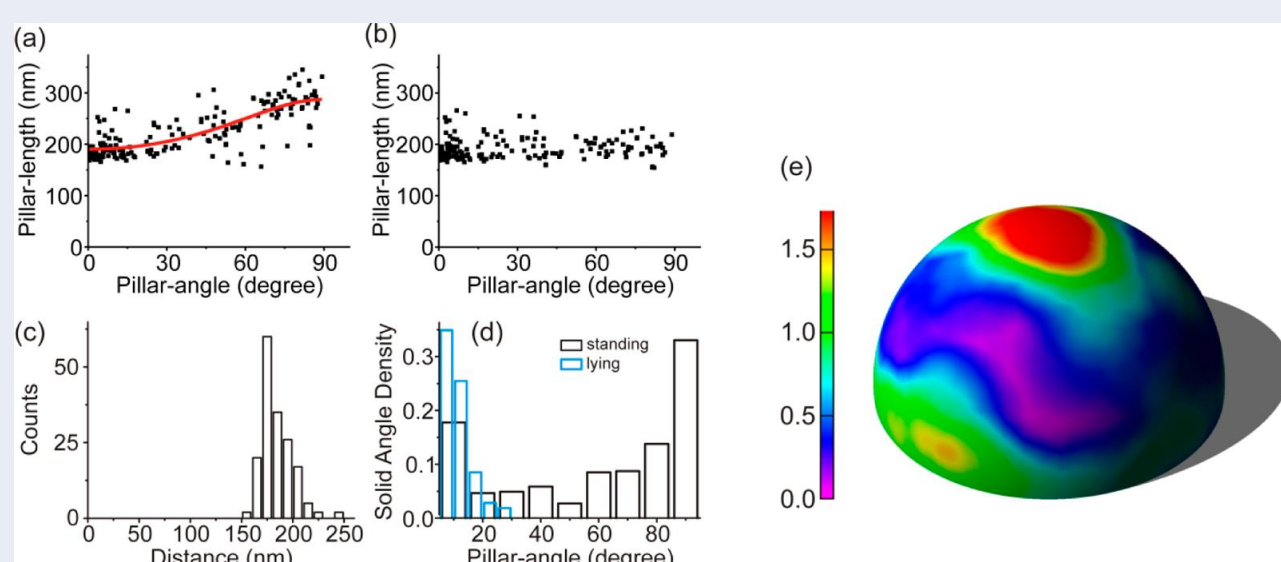 (a)
Pillar-length (nm)
300
200
100
0
0 30 60 90
Pillar-angle (degree)
(b)
Pillar-length (nm)
300
200
100
0
0 30 60 90
Pillar-angle (degree)
(c)
Counts
50
25
0
0 50 100 150 200 250
Distance (nm)
(d)
Solid Angle Density
0.3
0.2
0.1
0.0
20 40 60 80
Pillar-angle (degree)
standing
lying
(e)
1.5
1.0
0.5
0.0